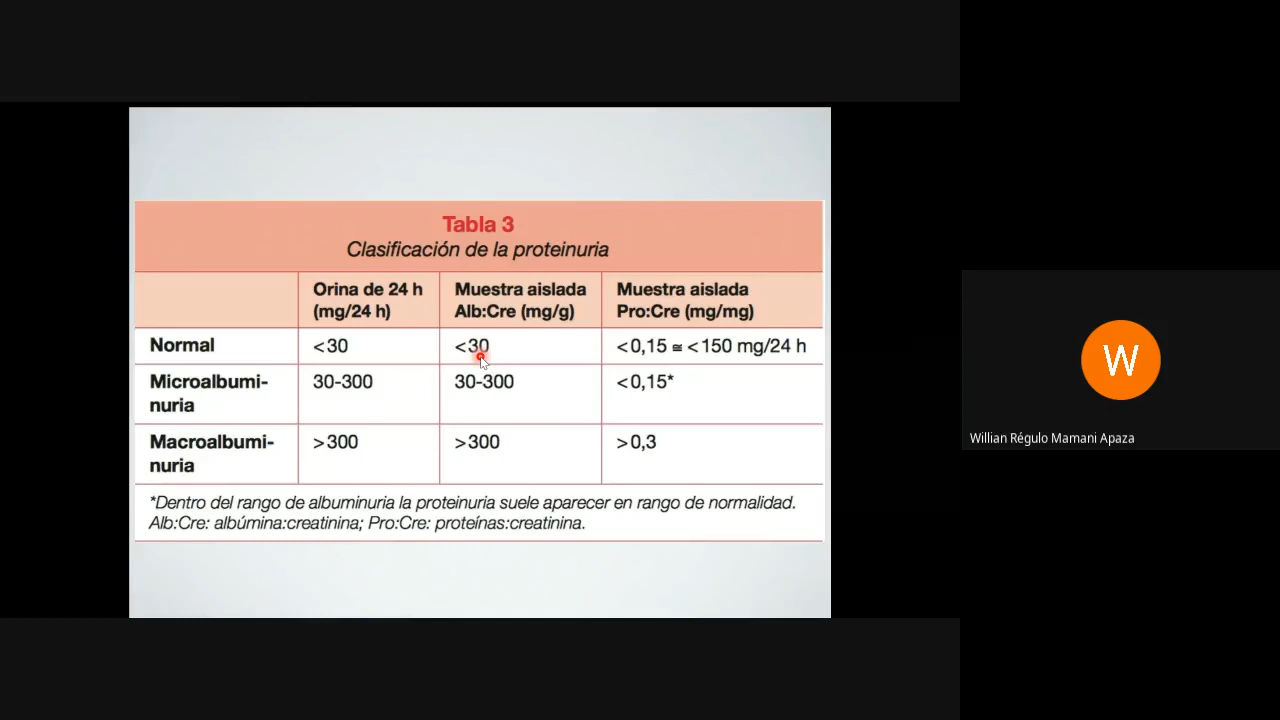 Tabla 3
Clasificación de la proteinuria
Orina de 24 h Muestra aislada Muestra aislada
(mg/24 h) Alb:Cre (mg/g) Pro:Cre (mg/mg)
Normal <30 <30 <0,15 ≅ <150 mg/24 h
Microalbumi- 30-300 30-300 <0,15*
nuria
Macroalbumi- >300 >300 >0,3
nuria
*Dentro del rango de albuminuria la proteinuria suele aparecer en rango de normalidad.
Alb:Cre: albúmina:creatinina; Pro:Cre: proteínas:creatinina.
W
Willian Régulo Mamani Apaza